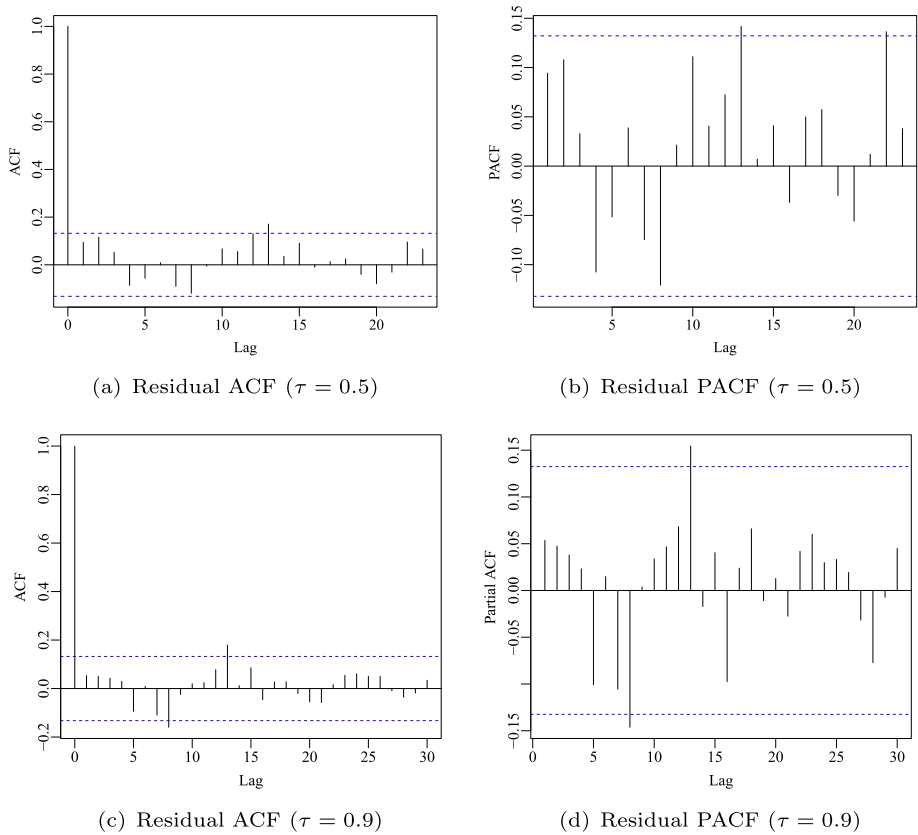 ACF
1.0
0.8
0.6
0.4
0.2
0.0
0 5 10 15 20
Lag
(a) Residual ACF (τ = 0.5)
PACF
0.15
0.10
0.05
0.00
−0.05
−0.10
5 10 15 20
Lag
(b) Residual PACF (τ = 0.5)
ACF
1.0
0.8
0.6
0.4
0.2
0.0
−0.2
0 5 10 15 20 25 30
Lag
(c) Residual ACF (τ = 0.9)
Partial ACF
0.15
0.10
0.05
0.00
−0.05
−0.15
0 5 10 15 20 25 30
Lag
(d) Residual PACF (τ = 0.9)